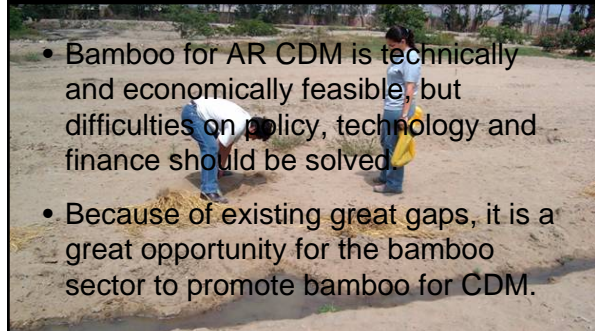 • Bamboo for AR CDM is technically
and economically feasible, but
difficulties on policy, technology and
finance should be solved.
• Because of existing great gaps, it is a
great opportunity for the bamboo
sector to promote bamboo for CDM.